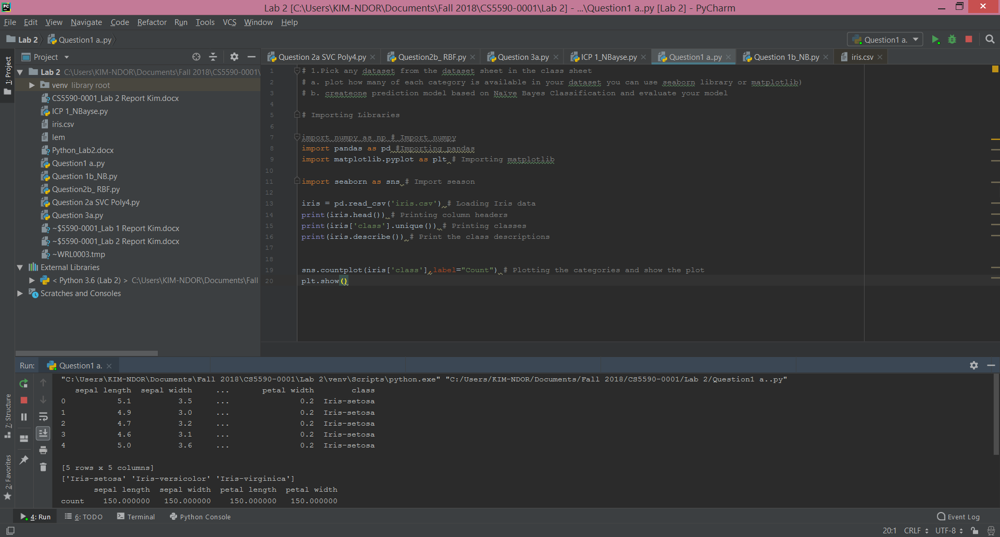 PC
Lab 2 [C:\Users\KIM-NDOR\Documents\Fall 2018\CS5590-0001\Lab 2] - ...\Question1 a..py [Lab 2] - PyCharm
File Edit View Navigate Code Refactor Run Tools VCS Window Help
Lab 2 Question1 a..py
Question1 a.
Project
Question 2a SVC Poly4.py Question2b_ RBF.py Question 3a.py ICP 1_NBayse.py Question1 a..py Question 1b_NB.py iris.csv
1: Project
Lab 2 C:\Users\KIM-NDOR\Documents\Fall 2018\CS5590-0001\
venv library root
CS5590-0001_Lab 2 Report Kim.docx
ICP 1_NBayse.py
iris.csv
lem
Python_Lab2.docx
Question1 a..py
Question 1b_NB.py
Question2b_ RBF.py
Question 2a SVC Poly4.py
Question 3a.py
~$5590-0001_Lab 1 Report Kim.docx
~$5590-0001_Lab 2 Report Kim.docx
~WRL0003.tmp
External Libraries
< Python 3.6 (Lab 2) > C:\Users\KIM-NDOR\Documents\Fall
Scratches and Consoles
1 # 1.Pick any dataset from the dataset sheet in the class sheet
2 # a. plot how many of each category is available in your dataset you can use seaborn library or matplotlib)
3 # b. createone prediction model based on Naïve Bayes Classification and evaluate your model
4
5 # Importing Libraries
6
7 import numpy as np # Import numpy
8 import pandas as pd #Importing pandas
9 import matplotlib.pyplot as plt # Importing matplotlib
10
11 import seaborn as sns # Import season
12
13 iris = pd.read_csv('iris.csv') # Loading Iris data
14 print(iris.head()) # Printing column headers
15 print(iris['class'].unique()) # Printing classes
16 print(iris.describe()) # Print the class descriptions
17
18
19 sns.countplot(iris['class'],label="Count") # Plotting the categories and show the plot
20 plt.show()
Run: Question1 a.
"C:\Users\KIM-NDOR\Documents\Fall 2018\CS5590-0001\Lab 2\venv\Scripts\python.exe" "C:/Users/KIM-NDOR/Documents/Fall 2018/CS5590-0001/Lab 2/Question1 a..py"
sepal length sepal width ... petal width class
0 5.1 3.5 ... 0.2 Iris-setosa
1 4.9 3.0 ... 0.2 Iris-setosa
2 4.7 3.2 ... 0.2 Iris-setosa
3 4.6 3.1 ... 0.2 Iris-setosa
4 5.0 3.6 ... 0.2 Iris-setosa
[5 rows x 5 columns]
['Iris-setosa' 'Iris-versicolor' 'Iris-virginica']
sepal length sepal width petal length petal width
count 150.000000 150.000000 150.000000 150.000000
7: Structure
2: Favorites
4: Run 6: TODO Terminal Python Console Event Log
20:1 CRLF UTF-8